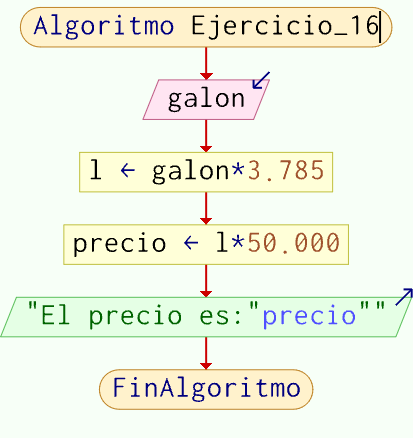 Algoritmo Ejercicio_16
galon
l ← galon*3.785
precio ← l*50.000
"El precio es:"precio""
FinAlgoritmo